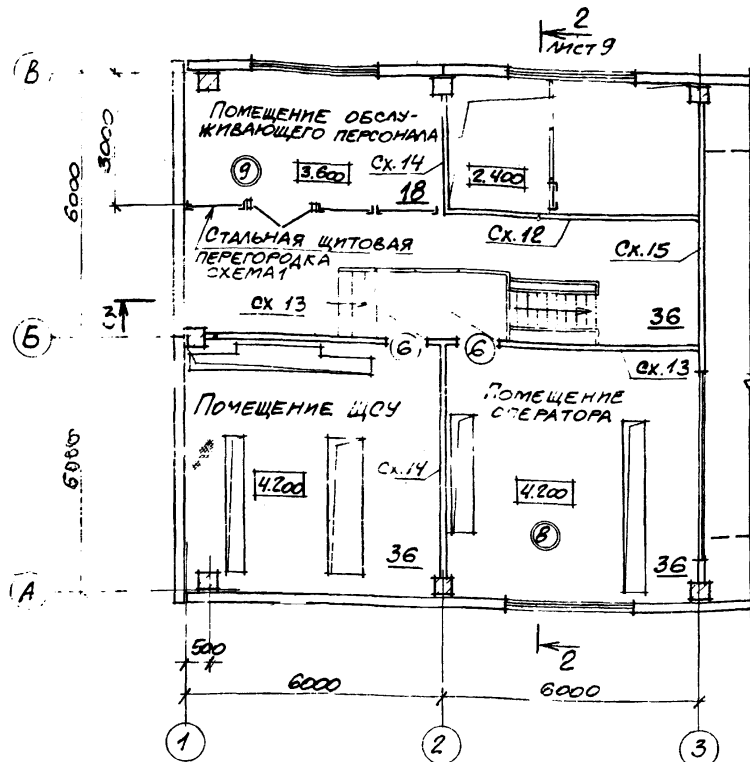 2
ЛИСТ 9
В
ПОМЕЩЕНИЕ ОБСЛУ-
ЖИВАЮЩЕГО ПЕРСОНАЛА
3000
6000
Сх.14
9
3.600
2.400
18
СТАЛЬНАЯ ЩИТОВАЯ
ПЕРЕГОРОДКА
СХЕМА 1
Сх.12
Сх.15
СХ 13
36
3
Б
6
6
Сх.13
ПОМЕЩЕНИЕ ЩСУ
ПОМЕЩЕНИЕ
ОПЕРАТОРА
6000
Сх.14
4.200
4.200
8
36
36
А
500
2
6000
6000
1
2
3